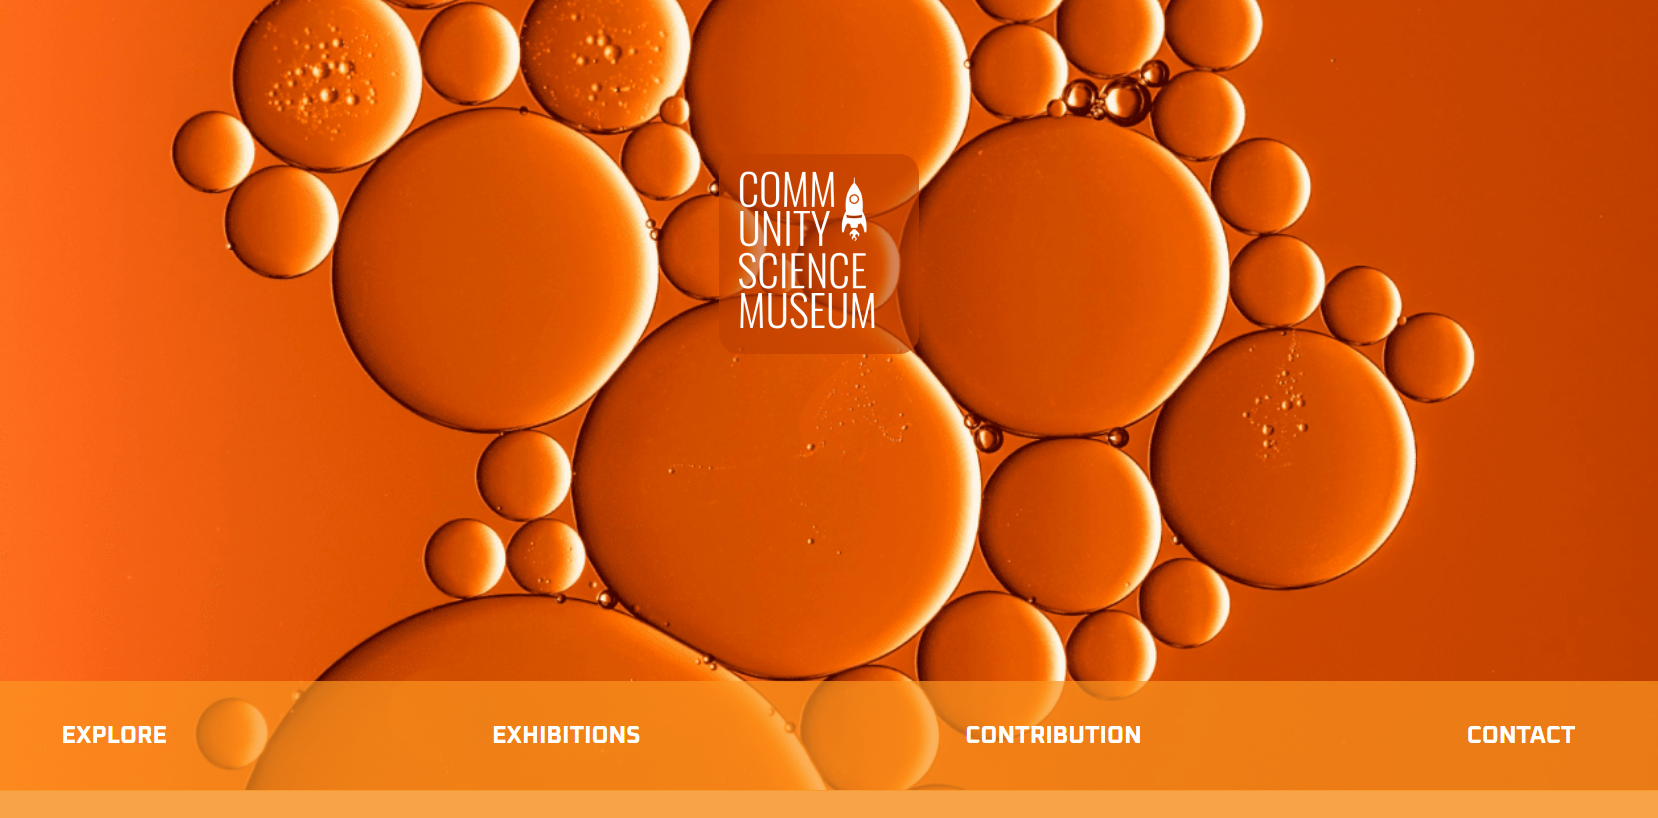 COMM
UNITY
SCIENCE
MUSEUM
EXPLORE
EXHIBITIONS
CONTRIBUTION
CONTACT